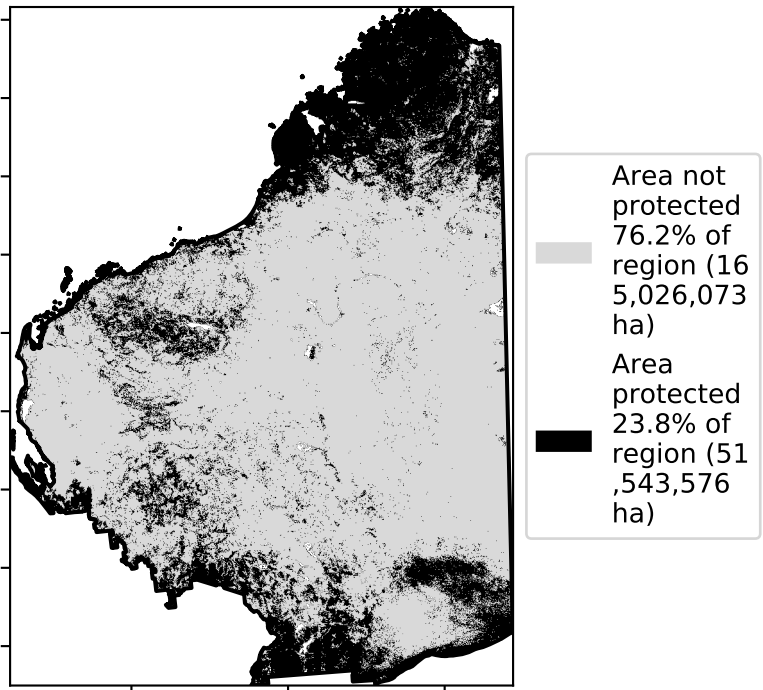 Area not
protected
76.2% of
region (16
5,026,073
ha)
Area
protected
23.8% of
region (51
,543,576
ha)